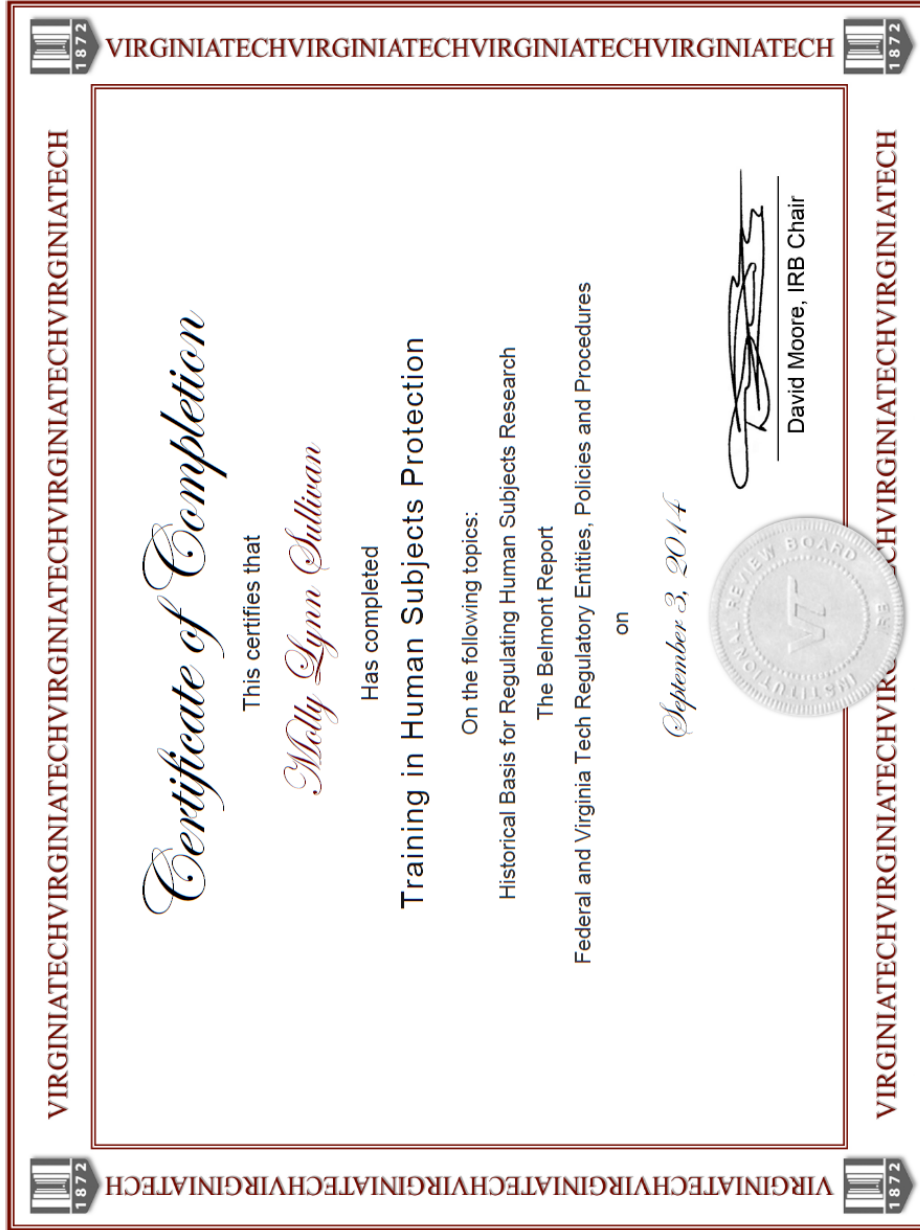 VIRGINIATECHVIRGINIATECHVIRGINIATECHVIRGINIATECHVIRGINIATECH
1872
1872
VIRGINIATECHVIRGINIATECHVIRGINIATECHVIRGINIATECH
VIRGINIATECHVIRGINIATECHVIRGINIATECHVIRGINIATECH
Certificate of Completion
This certifies that
Molly Lynn Sullivan
Has completed
Training in Human Subjects Protection
On the following topics:
Historical Basis for Regulating Human Subjects Research
The Belmont Report
Federal and Virginia Tech Regulatory Entities, Policies and Procedures
on
September 3, 2014
INSTITUTIONAL REVIEW BOARD
VT
David Moore, IRB Chair
1872
1872